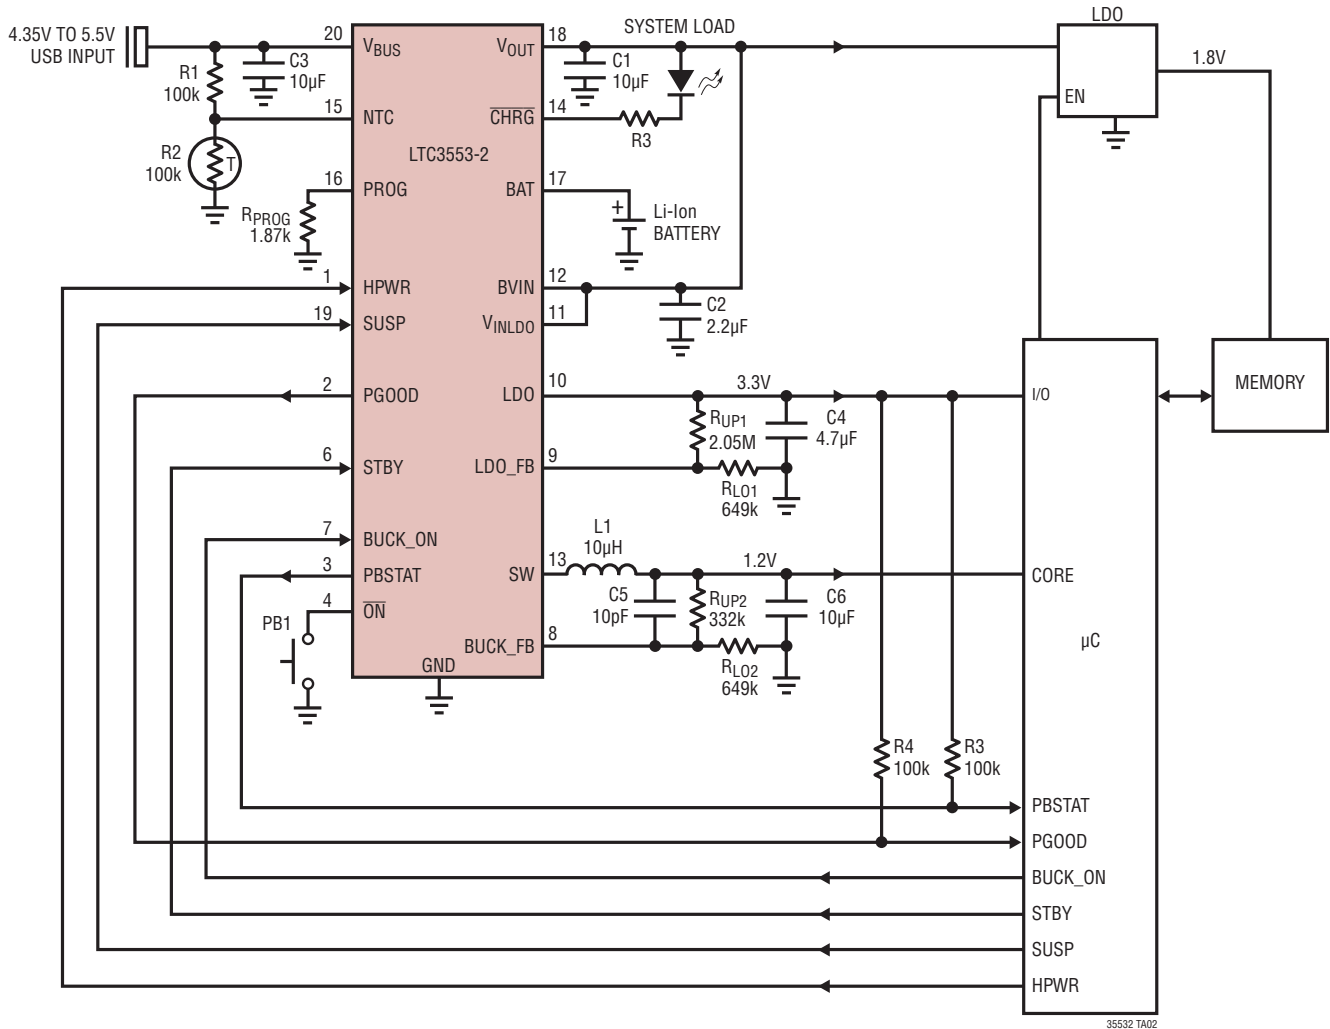 4.35V TO 5.5V
USB INPUT
R1
100k
C3
10µF
R2
100k
T
RPROG
1.87k
20
15
16
1
19
2
6
7
3
4
PB1
VBUS
NTC
LTC3553-2
PROG
HPWR
SUSP
PGOOD
STBY
BUCK_ON
PBSTAT
ON
GND
VOUT
CHRG
BAT
BVIN
VINLDO
LDO
LDO_FB
SW
BUCK_FB
18
14
17
12
11
10
9
13
8
SYSTEM LOAD
C1
10µF
R3
+
Li-Ion
BATTERY
C2
2.2µF
3.3V
RUP1
2.05M
C4
4.7µF
RLO1
649k
L1
10µH
1.2V
C5
10pF
RUP2
332k
C6
10µF
RLO2
649k
R4
100k
R3
100k
LDO
EN
1.8V
MEMORY
I/O
CORE
µC
PBSTAT
PGOOD
BUCK_ON
STBY
SUSP
HPWR
35532 TA02